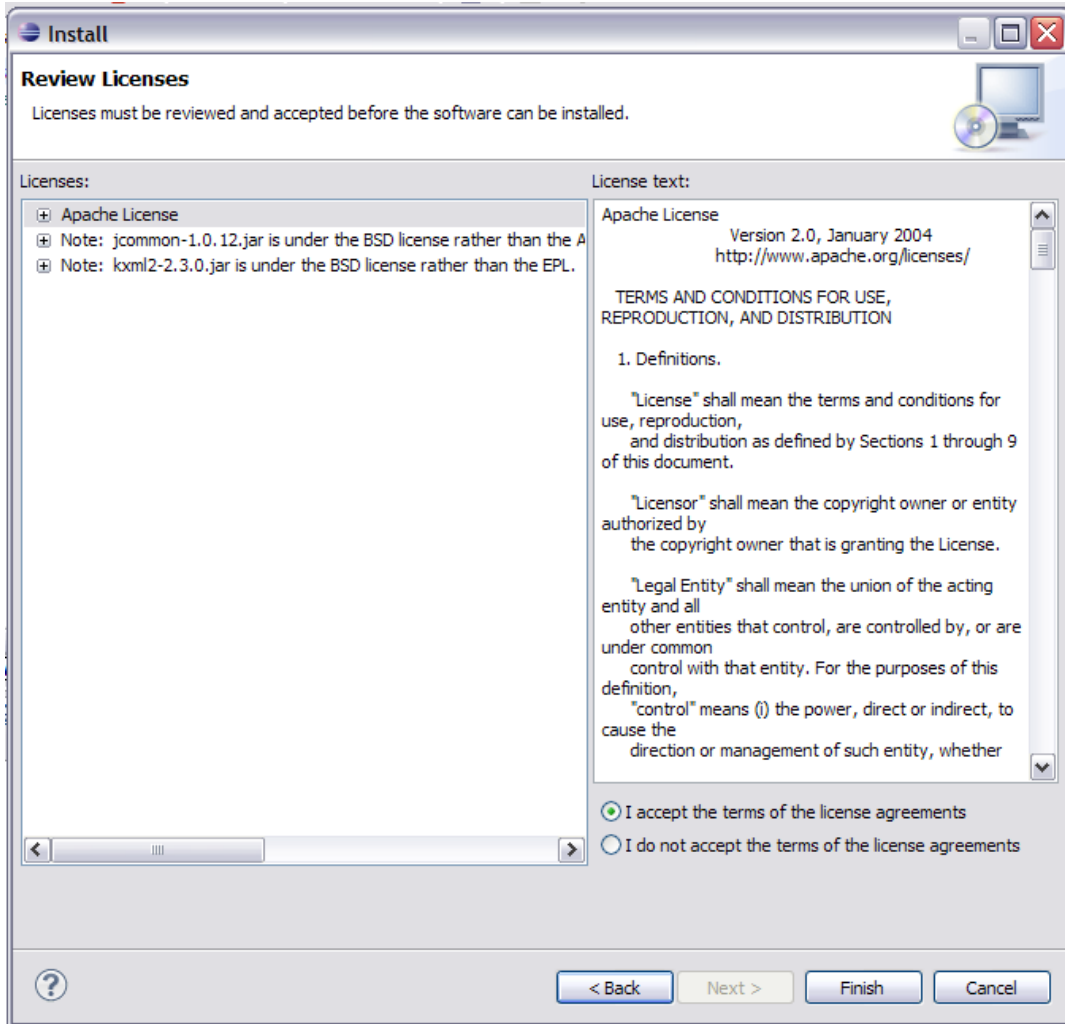 Install
Review Licenses
Licenses must be reviewed and accepted before the software can be installed.
Licenses:
Apache License
Note: jcommon-1.0.12.jar is under the BSD license rather than the A
Note: kxml2-2.3.0.jar is under the BSD license rather than the EPL.
License text:
Apache License
Version 2.0, January 2004
http://www.apache.org/licenses/
TERMS AND CONDITIONS FOR USE,
REPRODUCTION, AND DISTRIBUTION
1. Definitions.
"License" shall mean the terms and conditions for
use, reproduction,
and distribution as defined by Sections 1 through 9
of this document.
"Licensor" shall mean the copyright owner or entity
authorized by
the copyright owner that is granting the License.
"Legal Entity" shall mean the union of the acting
entity and all
other entities that control, are controlled by, or are
under common
control with that entity. For the purposes of this
definition,
"control" means (i) the power, direct or indirect, to
cause the
direction or management of such entity, whether
I accept the terms of the license agreements
I do not accept the terms of the license agreements
? < Back Next > Finish Cancel